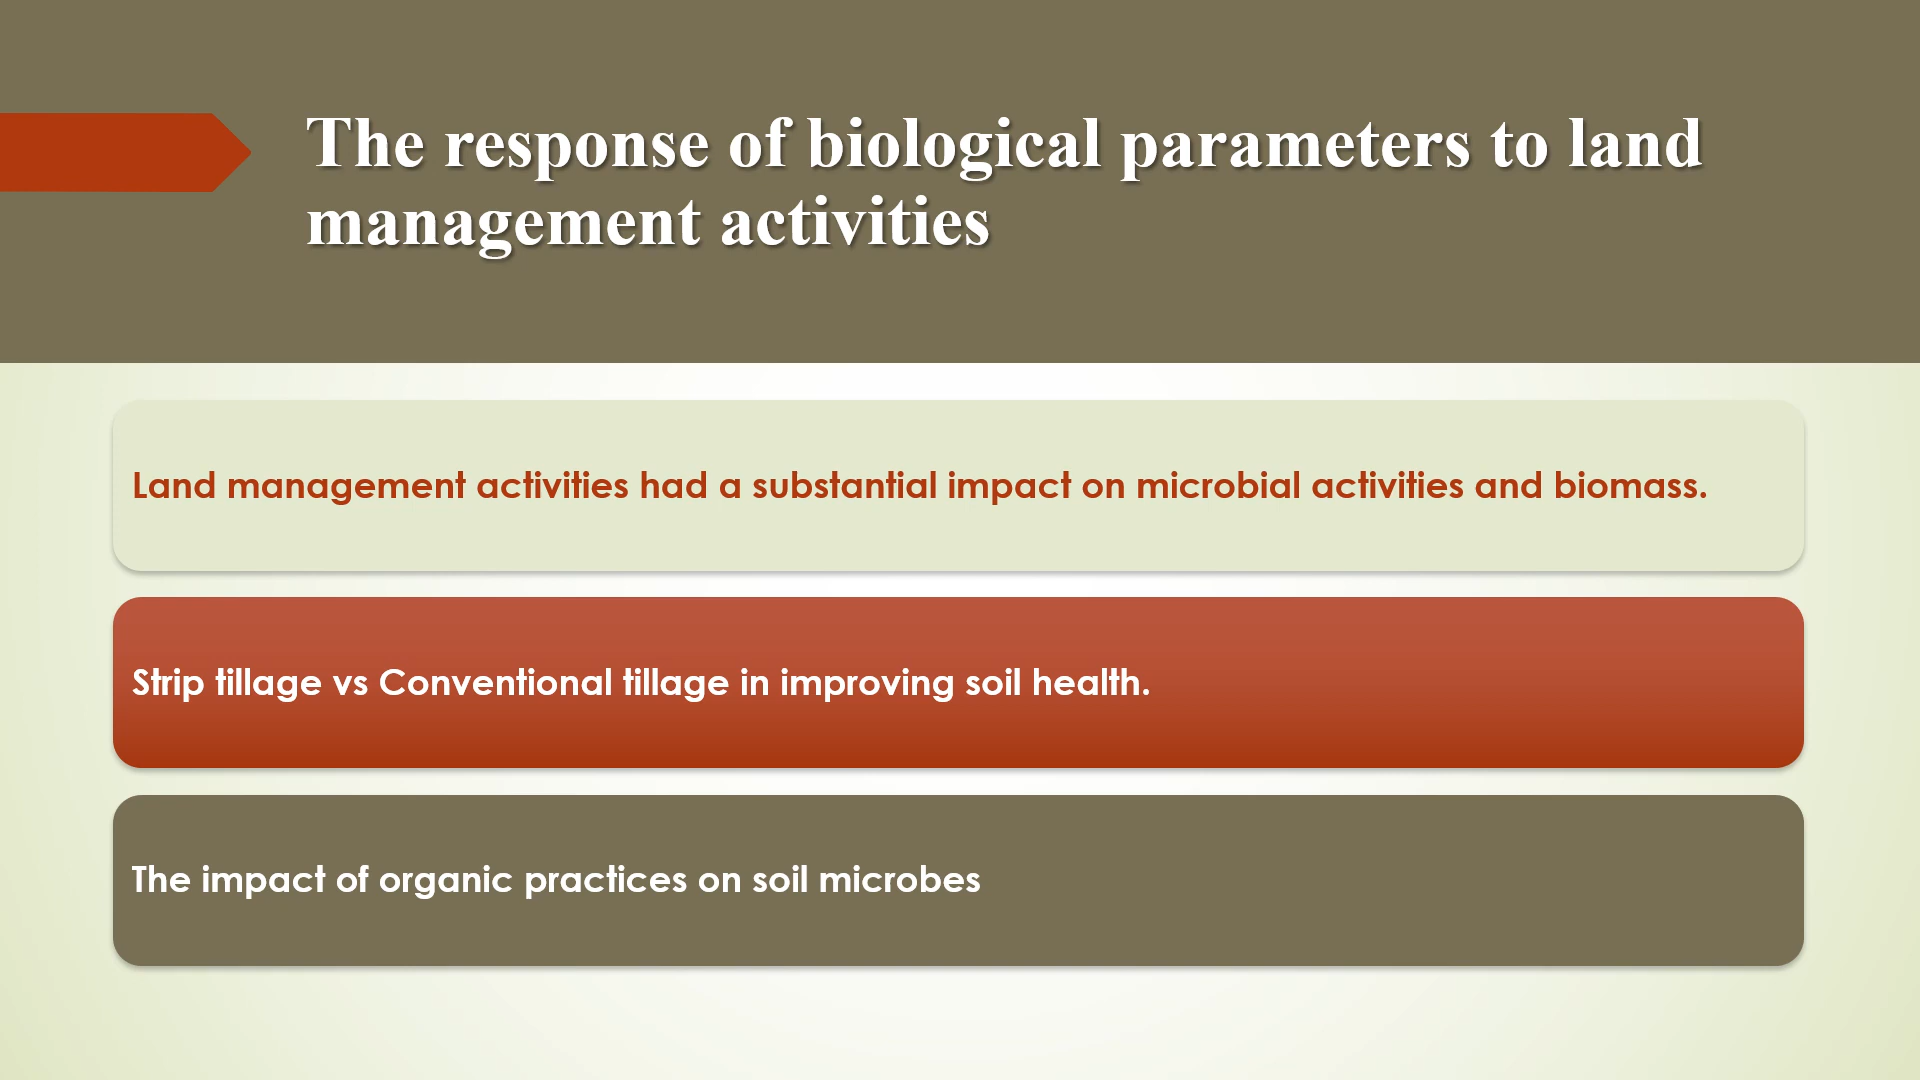 The response of biological parameters to land
management activities
Land management activities had a substantial impact on microbial activities and biomass.
Strip tillage vs Conventional tillage in improving soil health.
The impact of organic practices on soil microbes